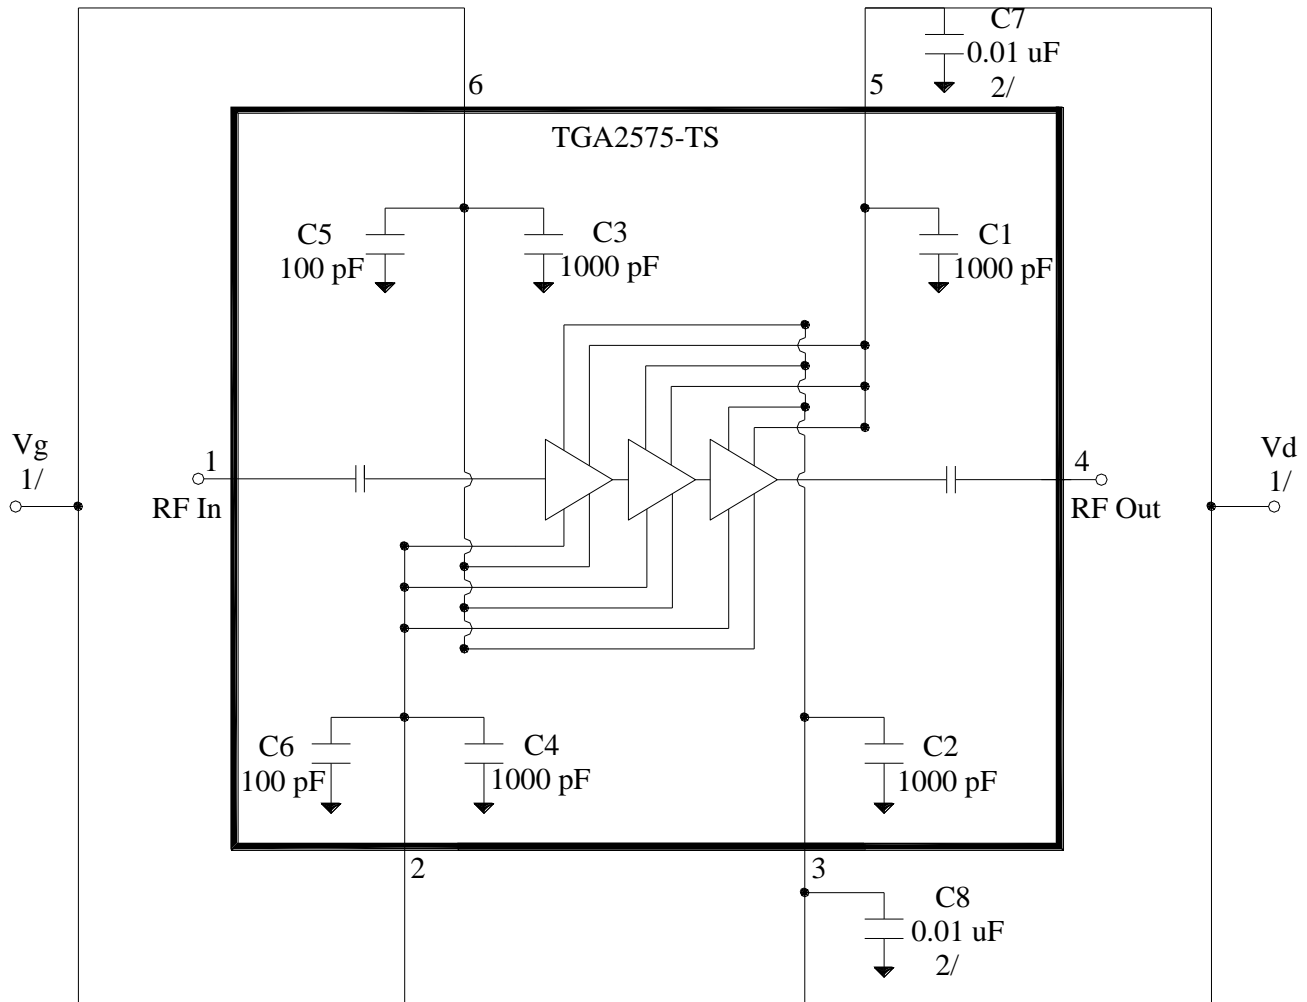 C7
0.01 uF
2/
6
5
TGA2575-TS
C5
100 pF
C3
1000 pF
C1
1000 pF
Vg
1/
1
RF In
4
RF Out
Vd
1/
C6
100 pF
C4
1000 pF
C2
1000 pF
2
3
C8
0.01 uF
2/